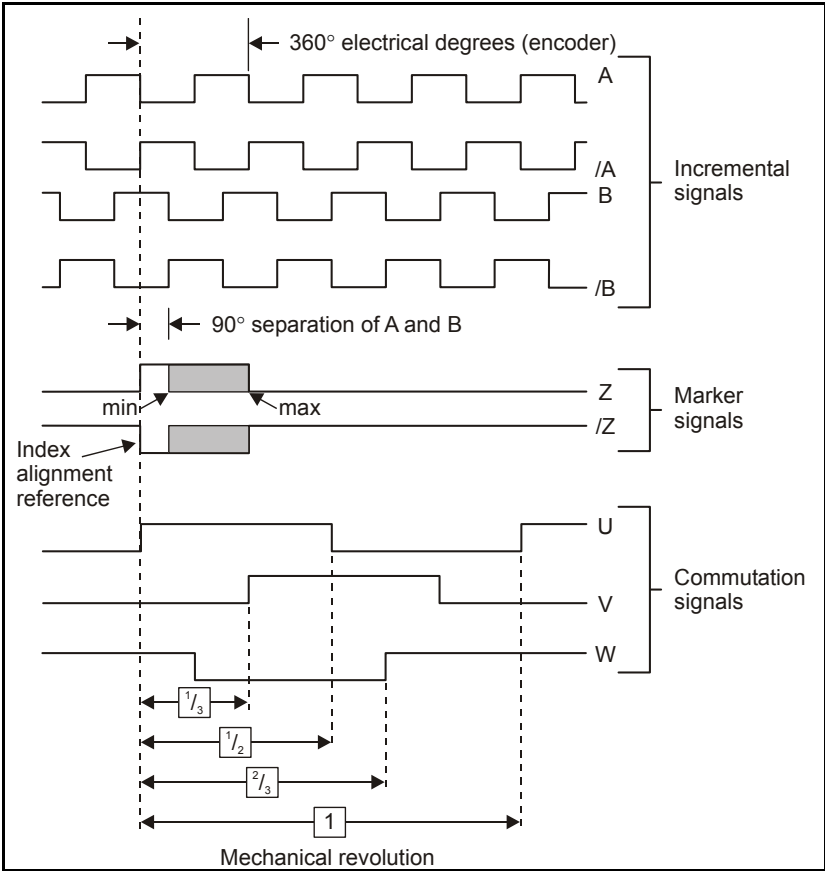 360° electrical degrees (encoder)
A
/A
B
/B
Incremental
signals
90° separation of A and B
Z
min
max
/Z
Marker
signals
Index
alignment
reference
U
V
W
Commutation
signals
1/3
1/2
2/3
1
Mechanical revolution